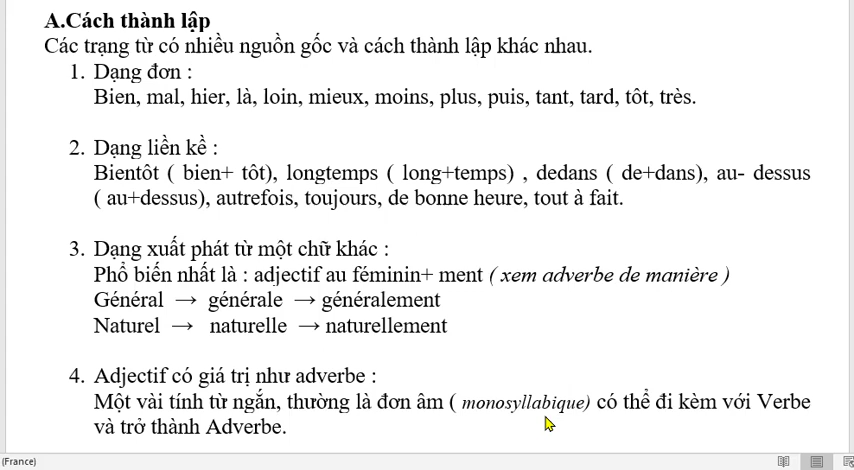 A.Cách thành lập
Các trạng từ có nhiều nguồn gốc và cách thành lập khác nhau.
1. Dạng đơn :
Bien, mal, hier, là, loin, mieux, moins, plus, puis, tant, tard, tôt, très.
2. Dạng liền kề :
Bientôt ( bien+ tôt), longtemps ( long+temps) , dedans ( de+dans), au- dessus
( au+dessus), autrefois, toujours, de bonne heure, tout à fait.
3. Dạng xuất phát từ một chữ khác :
Phổ biến nhất là : adjectif au féminin+ ment ( xem adverbe de manière )
Général → générale → généralement
Naturel → naturelle → naturellement
4. Adjectif có giá trị như adverbe :
Một vài tính từ ngắn, thường là đơn âm ( monosyllabique) có thể đi kèm với Verbe
và trở thành Adverbe.
(France)